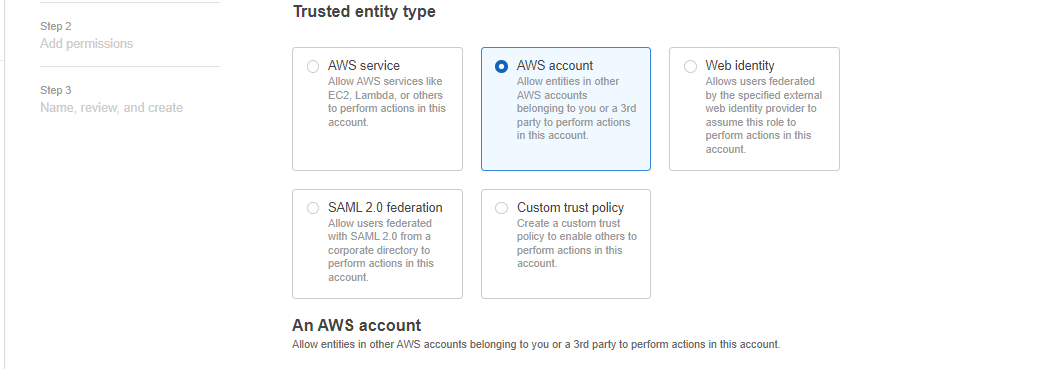 Trusted entity type
Step 2
Add permissions
Step 3
Name, review, and create
AWS service
Allow AWS services like
EC2, Lambda, or others
to perform actions in this
account.
AWS account
Allow entities in other
AWS accounts
belonging to you or a 3rd
party to perform actions
in this account.
Web identity
Allows users federated
by the specified external
web identity provider to
assume this role to
perform actions in this
account.
SAML 2.0 federation
Allow users federated
with SAML 2.0 from a
corporate directory to
perform actions in this
account.
Custom trust policy
Create a custom trust
policy to enable others to
perform actions in this
account.
An AWS account
Allow entities in other AWS accounts belonging to you or a 3rd party to perform actions in this account.